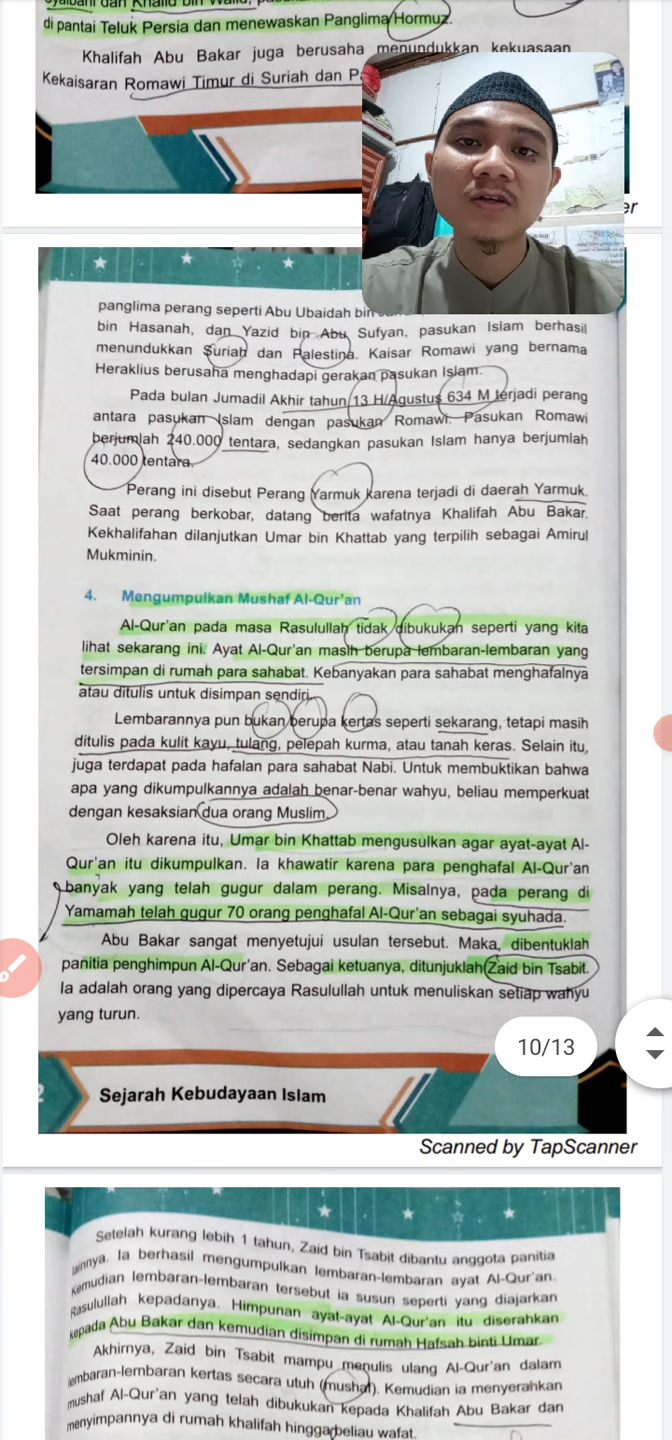 dan Khalid bin Walid,
di pantai Teluk Persia dan menewaskan Panglima Hormuz.
Khalifah Abu Bakar juga berusaha menundukkan kekuasaan
Kekaisaran Romawi Timur di Suriah dan
panglima perang seperti Abu Ubaidah bin
bin Hasanah, dan Yazid bin Abu Sufyan, pasukan Islam berhasil
menundukkan Suriah dan Palestina. Kaisar Romawi yang bernama
Heraklius berusaha menghadapi gerakan pasukan Islam.
Pada bulan Jumadil Akhir tahun 13 H/Agustus 634 M terjadi perang
antara pasukan Islam dengan pasukan Romawi. Pasukan Romawi
berjumlah 240.000 tentara, sedangkan pasukan Islam hanya berjumlah
40.000 tentara.
Perang ini disebut Perang Yarmuk karena terjadi di daerah Yarmuk.
Saat perang berkobar, datang berita wafatnya Khalifah Abu Bakar.
Kekhalifahan dilanjutkan Umar bin Khattab yang terpilih sebagai Amirul
Mukminin.
4. Mengumpulkan Mushaf Al-Qur'an
Al-Qur'an pada masa Rasulullah tidak dibukukan seperti yang kita
lihat sekarang ini. Ayat Al-Qur'an masih berupa lembaran-lembaran yang
tersimpan di rumah para sahabat. Kebanyakan para sahabat menghafalnya
atau ditulis untuk disimpan sendiri.
Lembarannya pun bukan berupa kertas seperti sekarang, tetapi masih
ditulis pada kulit kayu, tulang, pelepah kurma, atau tanah keras. Selain itu,
juga terdapat pada hafalan para sahabat Nabi. Untuk membuktikan bahwa
apa yang dikumpulkannya adalah benar-benar wahyu, beliau memperkuat
dengan kesaksian dua orang Muslim.
Oleh karena itu, Umar bin Khattab mengusulkan agar ayat-ayat Al-
Qur'an itu dikumpulkan. Ia khawatir karena para penghafal Al-Qur'an
banyak yang telah gugur dalam perang. Misalnya, pada perang di
Yamamah telah gugur 70 orang penghafal Al-Qur'an sebagai syuhada.
Abu Bakar sangat menyetujui usulan tersebut. Maka, dibentuklah
panitia penghimpun Al-Qur'an. Sebagai ketuanya, ditunjuklah Zaid bin Tsabit.
Ia adalah orang yang dipercaya Rasulullah untuk menuliskan setiap wahyu
yang turun.
10/13
2 Sejarah Kebudayaan Islam
Scanned by TapScanner
Setelah kurang lebih 1 tahun, Zaid bin Tsabit dibantu anggota panitia
lainnya. Ia berhasil mengumpulkan lembaran-lembaran ayat Al-Qur'an.
Kemudian lembaran-lembaran tersebut ia susun seperti yang diajarkan
Rasulullah kepadanya. Himpunan ayat-ayat Al-Qur'an itu diserahkan
kepada Abu Bakar dan kemudian disimpan di rumah Hafsah binti Umar.
Akhirnya, Zaid bin Tsabit mampu menulis ulang Al-Qur'an dalam
lembaran-lembaran kertas secara utuh (mushaf). Kemudian ia menyerahkan
mushaf Al-Qur'an yang telah dibukukan kepada Khalifah Abu Bakar dan
menyimpannya di rumah khalifah hingga beliau wafat.